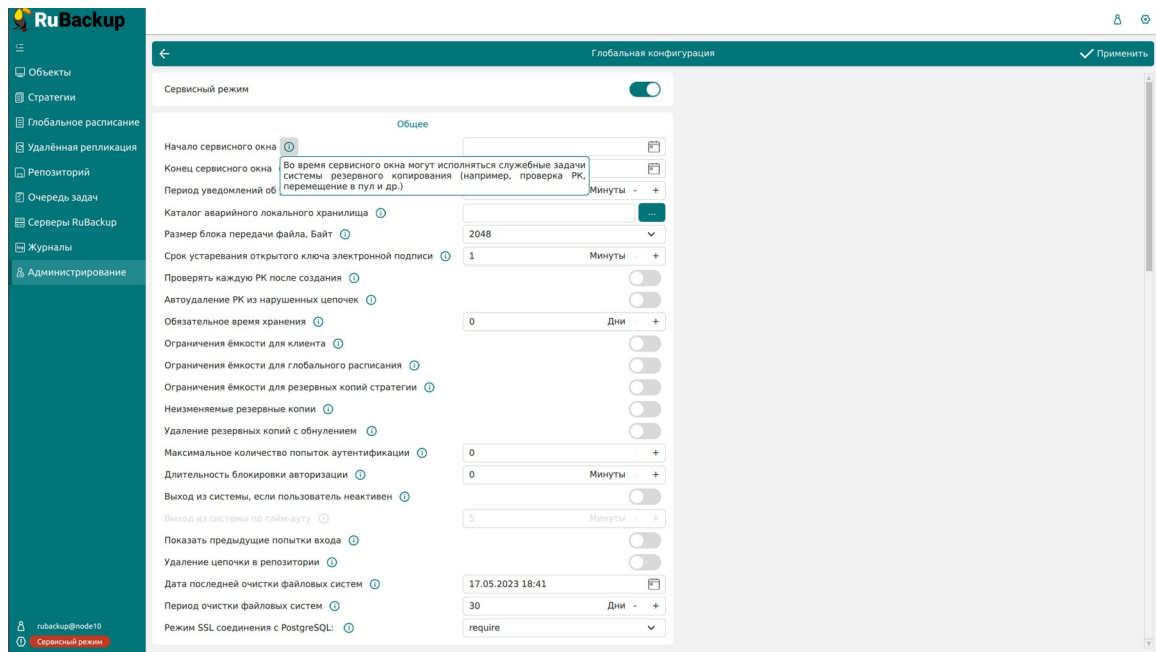 RuBackup
Глобальная конфигурация
Применить
Объекты
Стратегии
Глобальное расписание
Удалённая репликация
Репозиторий
Очередь задач
Серверы RuBackup
Журналы
Администрирование
rubackup@node10
Сервисный режим
Сервисный режим
Общее
Начало сервисного окна
Во время сервисного окна могут исполняться служебные задачи
системы резервного копирования (например, проверка РК,
перемещение в пул и др.)
Конец сервисного окна
Период уведомлений об Минуты - +
Каталог аварийного локального хранилища ...
Размер блока передачи файла, Байт 2048
Срок устаревания открытого ключа электронной подписи 1 Минуты - +
Проверять каждую РК после создания
Автоудаление РК из нарушенных цепочек
Обязательное время хранения 0 Дни - +
Ограничения ёмкости для клиента
Ограничения ёмкости для глобального расписания
Ограничения ёмкости для резервных копий стратегии
Неизменяемые резервные копии
Удаление резервных копий с обнулением
Максимальное количество попыток аутентификации 0 - +
Длительность блокировки авторизации 0 Минуты - +
Выход из системы, если пользователь неактивен
Выход из системы по тайм-ауту 5 Минуты - +
Показать предыдущие попытки входа
Удаление цепочки в репозитории
Дата последней очистки файловых систем 17.05.2023 18:41
Период очистки файловых систем 30 Дни - +
Режим SSL соединения с PostgreSQL: require